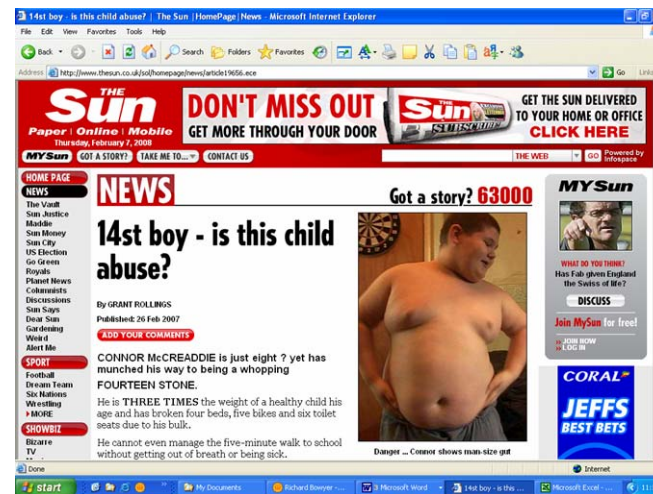 14st boy - is this child abuse? | The Sun |HomePage|News - Microsoft Internet Explorer
File Edit View Favorites Tools Help
Back Search Folders Favorites
Address http://www.thesun.co.uk/sol/homepage/news/article19656.ece Go Links
THE Sun
Paper | Online | Mobile
Thursday, February 7, 2008
DON'T MISS OUT
GET MORE THROUGH YOUR DOOR
Sun
SUBSCRIPTION
GET THE SUN DELIVERED
TO YOUR HOME OR OFFICE
CLICK HERE
MY Sun GOT A STORY? TAKE ME TO... CONTACT US THE WEB GO Powered by Infospace
HOME PAGE
NEWS
The Vault
Sun Justice
Maddie
Sun Money
Sun City
US Election
Go Green
Royals
Planet News
Columnists
Discussions
Sun Says
Dear Sun
Gardening
Weird
Alert Me
SPORT
Football
Dream Team
Six Nations
Wrestling
MORE
SHOWBIZ
Bizarre
TV
NEWS
Got a story? 63000
14st boy - is this child
abuse?
By GRANT ROLLINGS
Published: 26 Feb 2007
ADD YOUR COMMENTS
CONNOR McCREADDIE is just eight ? yet has
munched his way to being a whopping
FOURTEEN STONE.
He is THREE TIMES the weight of a healthy child his
age and has broken four beds, five bikes and six toilet
seats due to his bulk.
He cannot even manage the five-minute walk to school
without getting out of breath or being sick.
Danger ... Connor shows man-size gut
MY Sun
WHAT DO YOU THINK?
Has Fab given England
the Swiss of life?
DISCUSS
Join MySun for free!
JOIN NOW
LOG IN
CORAL
JEFFS
BEST BETS
Done Internet
start My Documents Richard Bowyer -... 3 Microsoft Word 14st boy - is this ... Microsoft Excel - ...